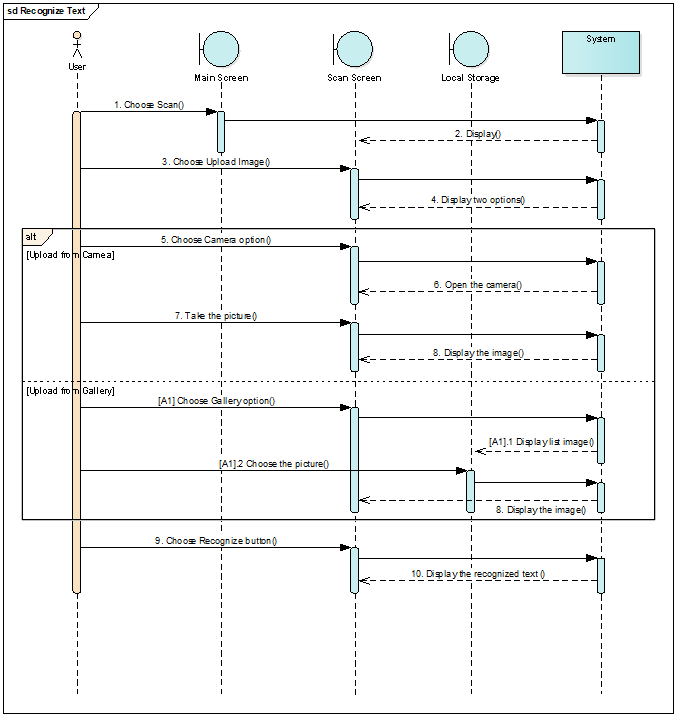 sd Recognize Text
User
Main Screen
Scan Screen
Local Storage
System
1. Choose Scan()
2. Display()
3. Choose Upload Image()
4. Display two options()
alt
5. Choose Camera option()
[Upload from Camea]
6. Open the camera()
7. Take the picture()
8. Display the image()
[Upload from Gallery]
[A1] Choose Gallery option()
[A1].1 Display list image()
[A1].2 Choose the picture()
8. Display the image()
9. Choose Recognize button()
10. Display the recognized text ()